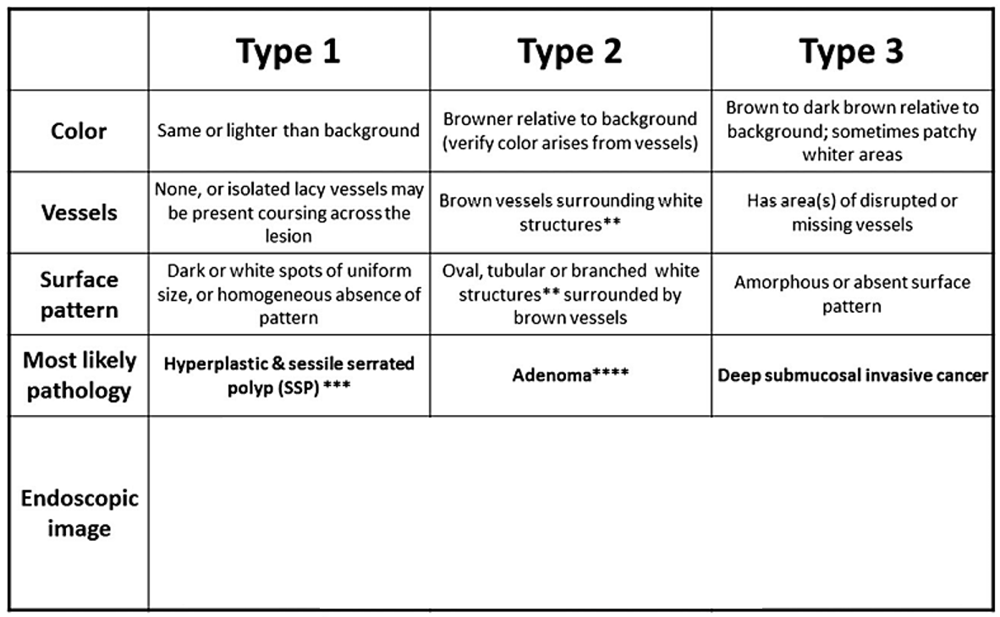 Type 1
Type 2
Type 3
Color
Same or lighter than background
Browner relative to background
(verify color arises from vessels)
Brown to dark brown relative to
background; sometimes patchy
whiter areas
Vessels
None, or isolated lacy vessels may
be present coursing across the
lesion
Brown vessels surrounding white
structures**
Has area(s) of disrupted or
missing vessels
Surface
pattern
Dark or white spots of uniform
size, or homogeneous absence of
pattern
Oval, tubular or branched white
structures** surrounded by
brown vessels
Amorphous or absent surface
pattern
Most likely
pathology
Hyperplastic & sessile serrated
polyp (SSP) ***
Adenoma****
Deep submucosal invasive cancer
Endoscopic
image